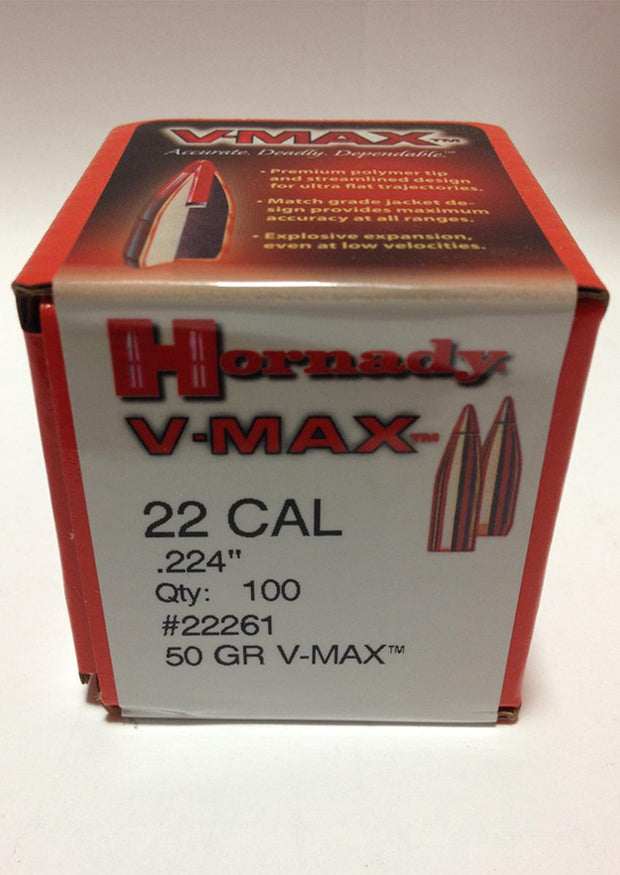 V-MAX™
Accurate. Deadly. Dependable.™
• Premium polymer tip
and streamlined design
for ultra flat trajectories.
• Match grade jacket de-
sign provides maximum
accuracy at all ranges.
• Explosive expansion,
even at low velocities.
Hornady
V-MAX™
22 CAL
.224"
Qty: 100
#22261
50 GR V-MAX™